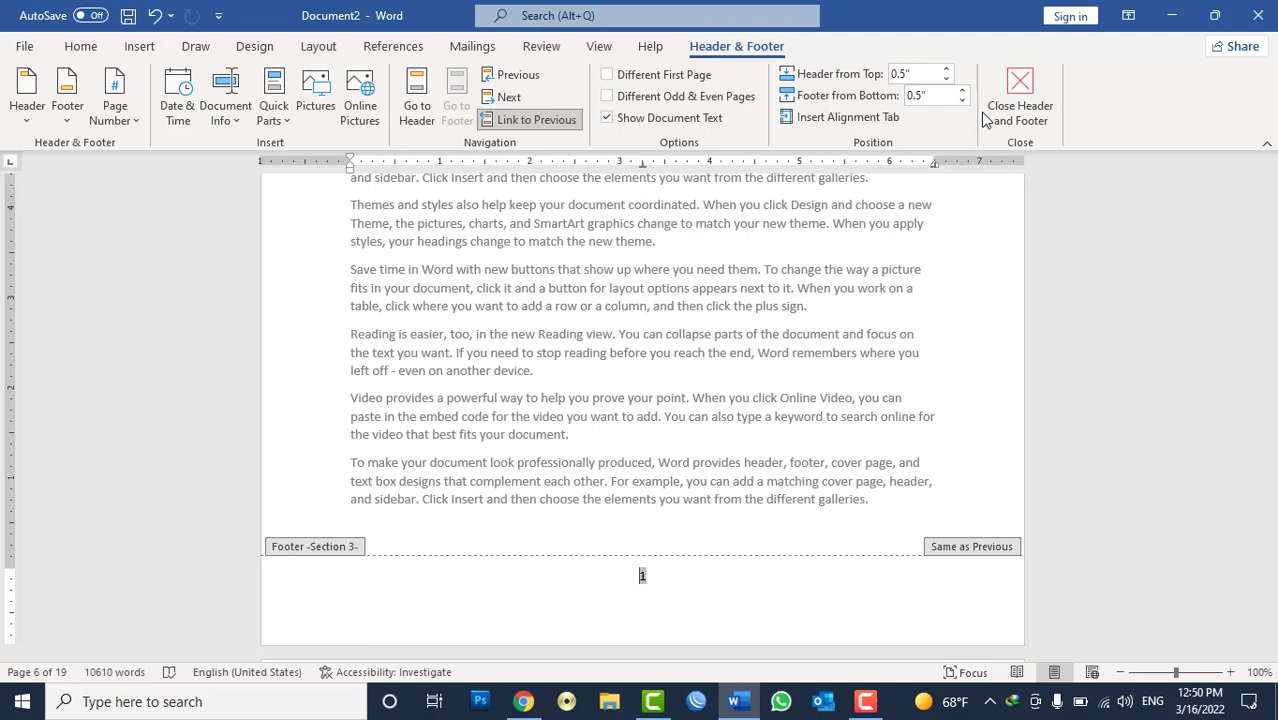 AutoSave Off Document2 - Word Search (Alt+Q) Sign in
File Home Insert Draw Design Layout References Mailings Review View Help Header & Footer Share
Header Footer Page Number
Header & Footer
Date & Time Document Info Quick Parts Pictures Online Pictures
Insert
Go to Header Go to Footer Previous Next Link to Previous
Navigation
Different First Page
Different Odd & Even Pages
Show Document Text
Options
Header from Top: 0.5"
Footer from Bottom: 0.5"
Insert Alignment Tab
Position
Close Header and Footer
Close
1 1 2 3 4 5 6 7
4
3
2
1
and sidebar. Click Insert and then choose the elements you want from the different galleries.
Themes and styles also help keep your document coordinated. When you click Design and choose a new
Theme, the pictures, charts, and SmartArt graphics change to match your new theme. When you apply
styles, your headings change to match the new theme.
Save time in Word with new buttons that show up where you need them. To change the way a picture
fits in your document, click it and a button for layout options appears next to it. When you work on a
table, click where you want to add a row or a column, and then click the plus sign.
Reading is easier, too, in the new Reading view. You can collapse parts of the document and focus on
the text you want. If you need to stop reading before you reach the end, Word remembers where you
left off - even on another device.
Video provides a powerful way to help you prove your point. When you click Online Video, you can
paste in the embed code for the video you want to add. You can also type a keyword to search online for
the video that best fits your document.
To make your document look professionally produced, Word provides header, footer, cover page, and
text box designs that complement each other. For example, you can add a matching cover page, header,
and sidebar. Click Insert and then choose the elements you want from the different galleries.
Footer -Section 3- Same as Previous
1
Page 6 of 19 10610 words English (United States) Accessibility: Investigate Focus 100%
Type here to search Ps 68°F ENG 12:50 PM
3/16/2022